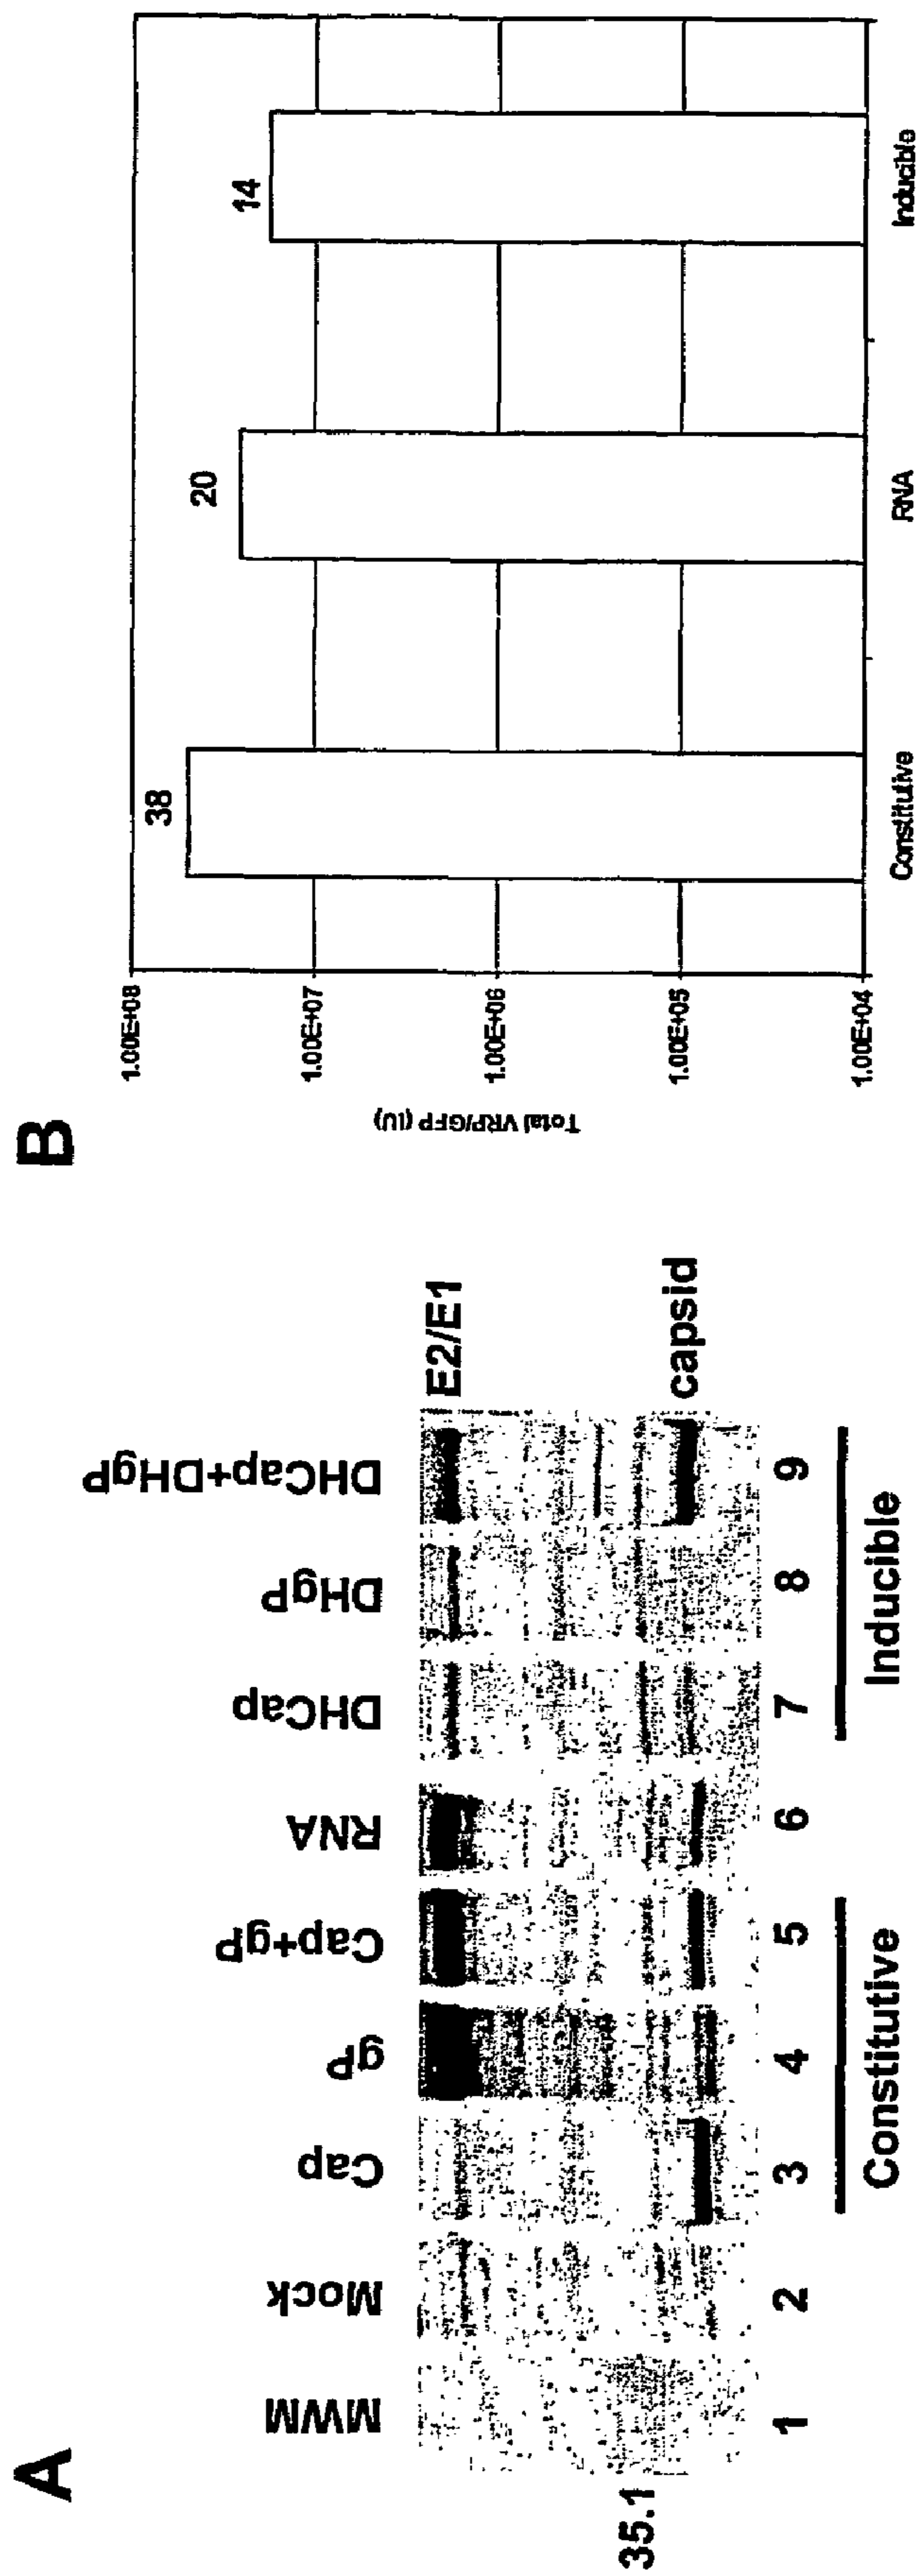 A
MWM
Mock
Cap
gP
Cap+gP
RNA
DHCap
DHgP
DHCap+DHgP
E2/E1
35.1
capsid
1 2 3 4 5 6 7 8 9
Constitutive Inducible
B
Total VRP/GFP (IU)
1.00E+08
1.00E+07
1.00E+06
1.00E+05
1.00E+04
38
20
14
Constitutive RNA Inducible